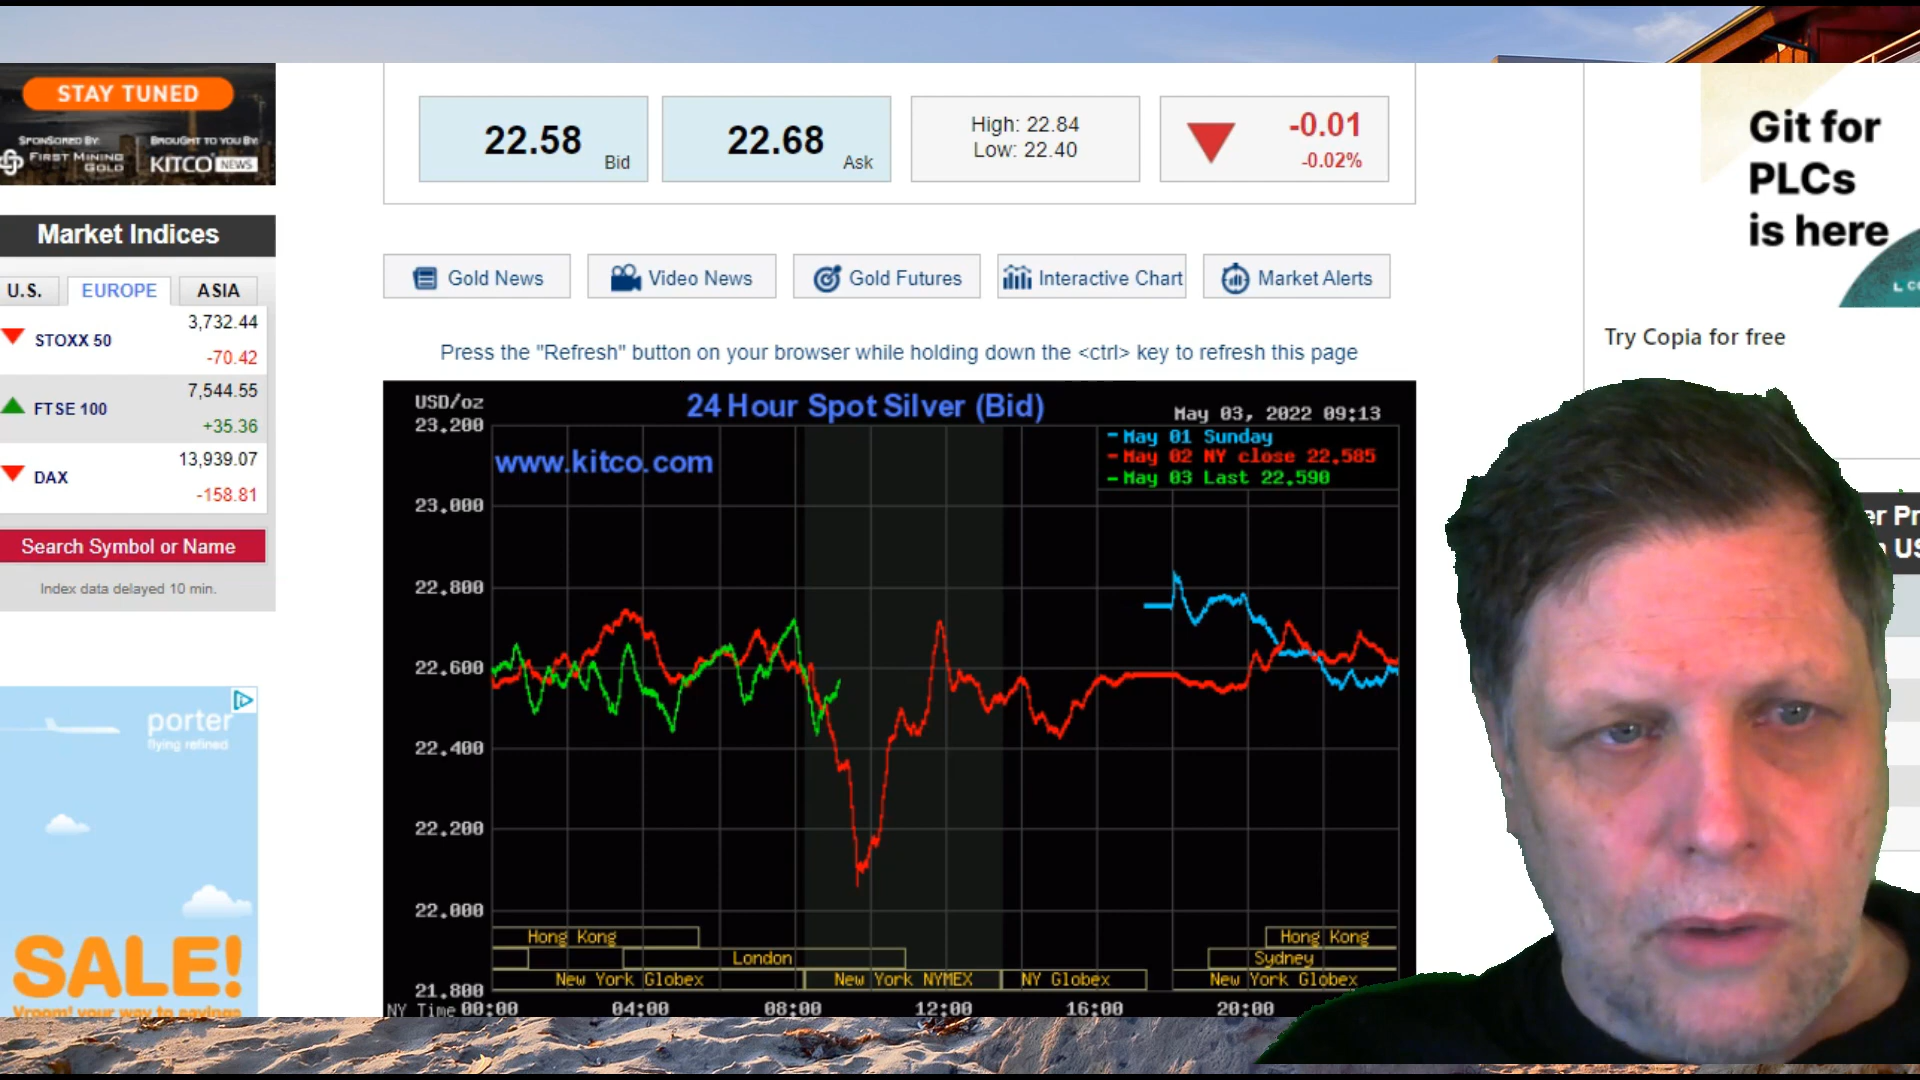 STAY TUNED
SPONSORED BY:
FIRST MINING
GOLD
BROUGHT TO YOU BY:
KITCO NEWS
Market Indices
U.S.
EUROPE
ASIA
STOXX 50
3,732.44
-70.42
FTSE 100
7,544.55
+35.36
DAX
13,939.07
-158.81
Search Symbol or Name
Index data delayed 10 min.
porter
flying refined
SALE!
Vroom! your way to savings
22.58
Bid
22.68
Ask
High: 22.84
Low: 22.40
-0.01
-0.02%
Gold News
Video News
Gold Futures
Interactive Chart
Market Alerts
Press the "Refresh" button on your browser while holding down the <ctrl> key to refresh this page
USD/oz
24 Hour Spot Silver (Bid)
May 03, 2022 09:13
www.kitco.com
May 01 Sunday
May 02 NY close 22.585
May 03 Last 22.590
23.200
23.000
22.800
22.600
22.400
22.200
22.000
21.800
Hong Kong
Hong Kong
London
Sydney
New York Globex
New York NYMEX
NY Globex
New York Globex
NY Time
00:00
04:00
08:00
12:00
16:00
20:00
Git for
PLCs
is here
Try Copia for free